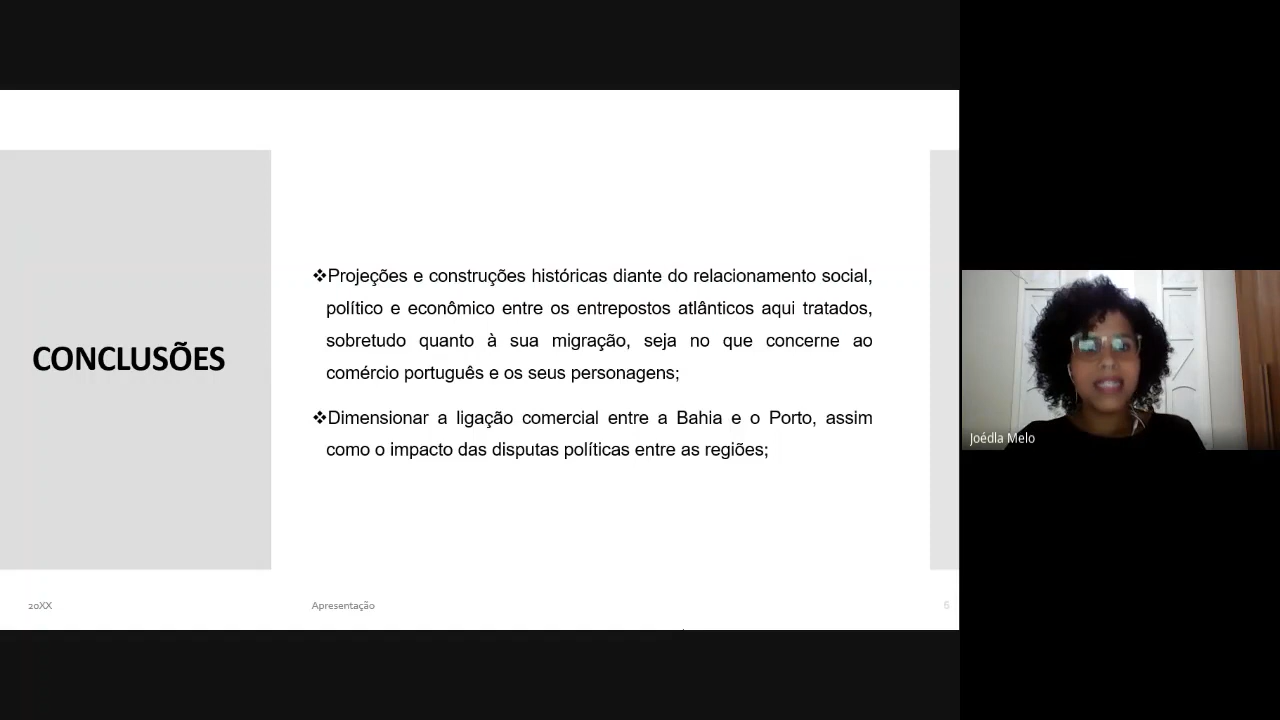 CONCLUSÕES
❖Projeções e construções históricas diante do relacionamento social,
político e econômico entre os entrepostos atlânticos aqui tratados,
sobretudo quanto à sua migração, seja no que concerne ao
comércio português e os seus personagens;
❖Dimensionar a ligação comercial entre a Bahia e o Porto, assim
como o impacto das disputas políticas entre as regiões;
20XX
Apresentação
6
Joédla Melo